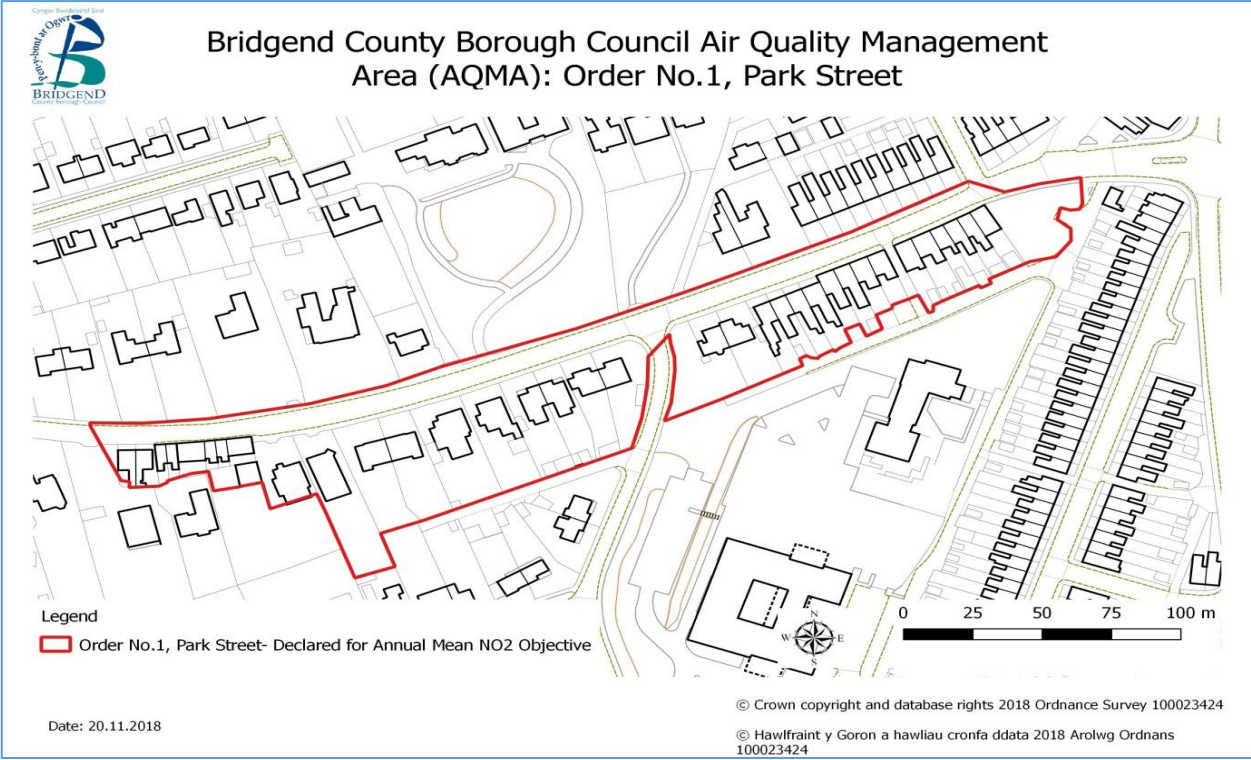 Cyngor Bwrdeistref Sirol
Pen-y-bont ar Ogwr
BRIDGEND
County Borough Council
Bridgend County Borough Council Air Quality Management
Area (AQMA): Order No.1, Park Street
Legend
Order No.1, Park Street- Declared for Annual Mean NO2 Objective
N
W E
S
0 25 50 75 100 m
Date: 20.11.2018
© Crown copyright and database rights 2018 Ordnance Survey 100023424
© Hawlfraint y Goron a hawliau cronfa ddata 2018 Arolwg Ordnans
100023424